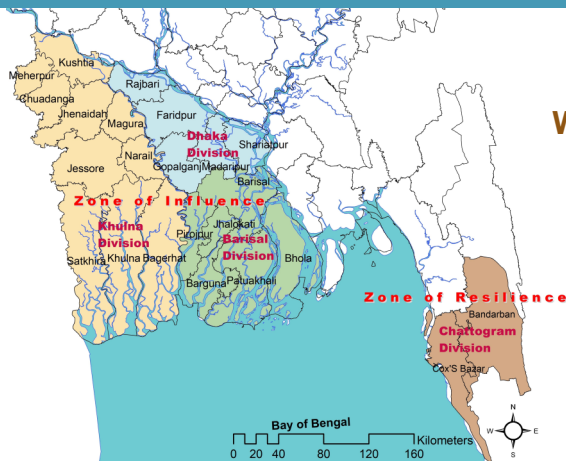 Kushtia
Meherpur
Rajbari
Chuadanga
Faridpur
Jhenaidah
Magura
W
Dhaka
Division
Shariatpur
Narail
Gopalganj
Madaripur
Jessore
Barisal
Zone of Influence
Khulna
Division
Jhalokati
Pirojpur
Barisal
Division
Satkhira
Khulna
Bagerhat
Bhola
Patuakhali
Barguna
Zone of Resilience
Bandarban
Chattogram
Division
Cox'S Bazar
Bay of Bengal
N
W
E
S
Kilometers
0 20 40 80 120 160